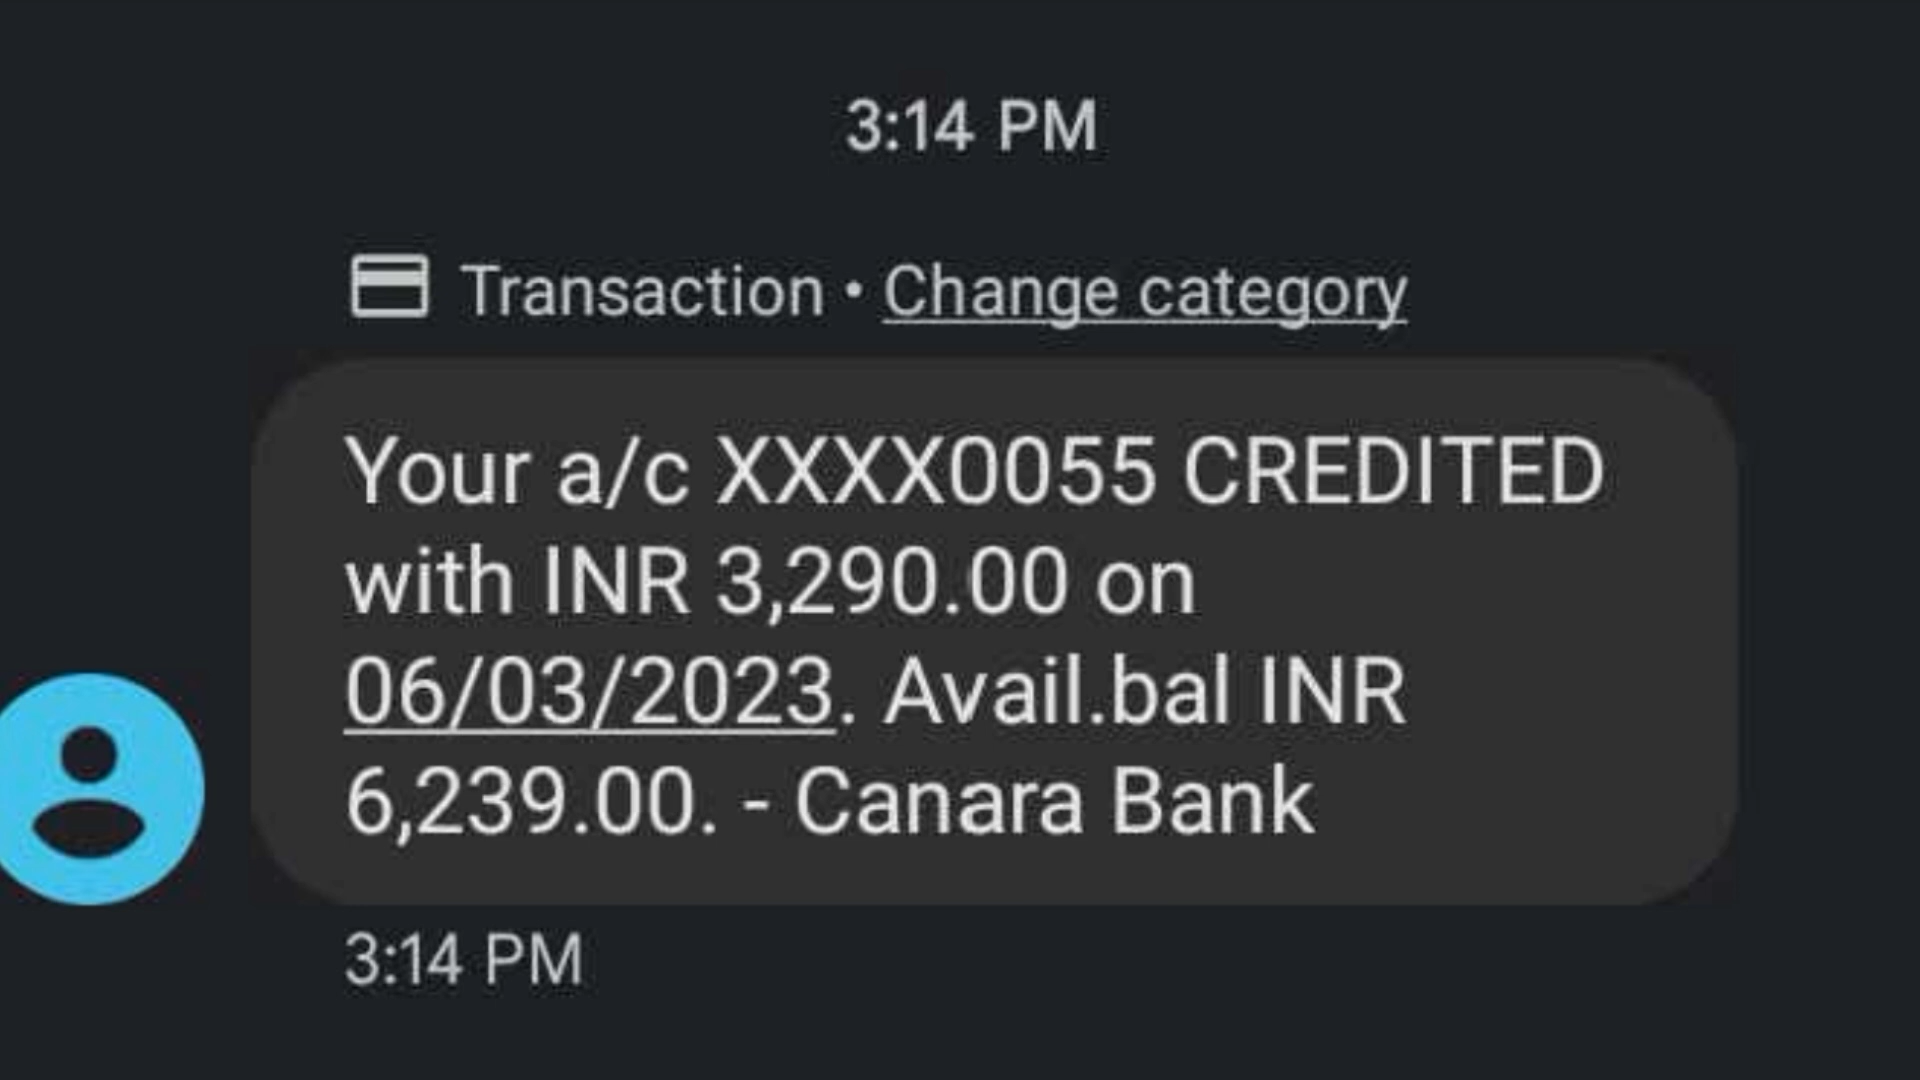 3:14 PM
Transaction • Change category
Your a/c XXXX0055 CREDITED
with INR 3,290.00 on
06/03/2023. Avail.bal INR
6,239.00. - Canara Bank
3:14 PM